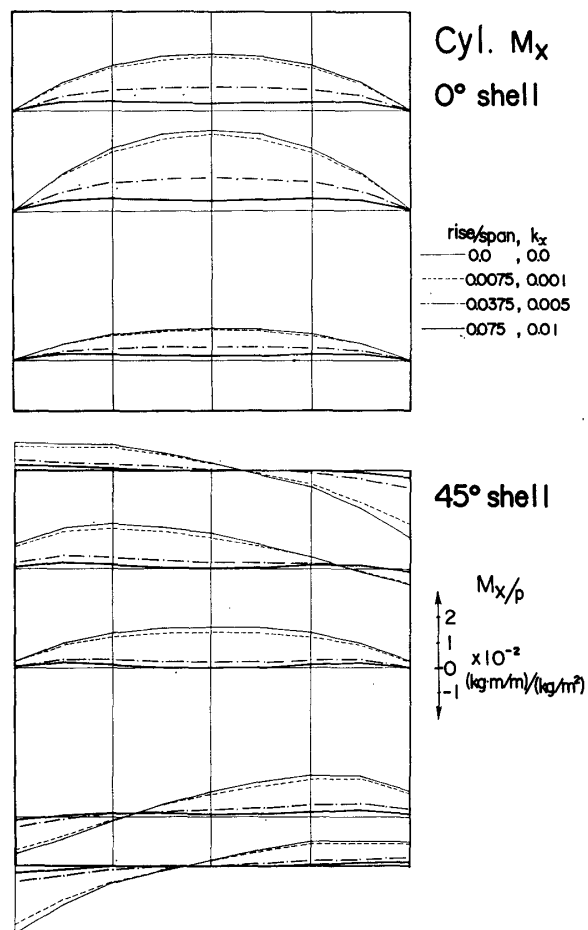 Cyl. Mx
0° shell
rise/span, kx
0.0 , 0.0
0.0075, 0.001
0.0375, 0.005
0.075 , 0.01
45° shell
Mx/p
2
1
0
-1
x10⁻²
(kg·m/m)/(kg/m²)